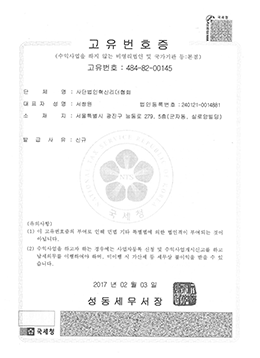 국세청
고유번호증
(수익사업을 하지 않는 비영리법인 및 국가기관 등:본점)
고유번호 : 484-82-00145
단체명 : 사단법인혁신리더협회
대표자성명 : 서형원 법인등록번호 : 240121-0014881
소재지 : 서울특별시 광진구 능동로 279, 5층(군자동, )
발급사유 : 신규
국세청
(유의사항)
(1) 이 고유번호증의 부여로 인해 민법 기타 특별법에 의한 법인격이 부여되는 것이
아닙니다.
(2) 수익사업을 하고자 하는 경우에는 사업자등록 신청 및 수익사업개시신고를 하고
납세의무를 이행하여야 하며, 미이행 시 가산세 등 세무상 불이익을 받을 수
있습니다.
2017 년 02 월 03 일
성동세무서장
국세청